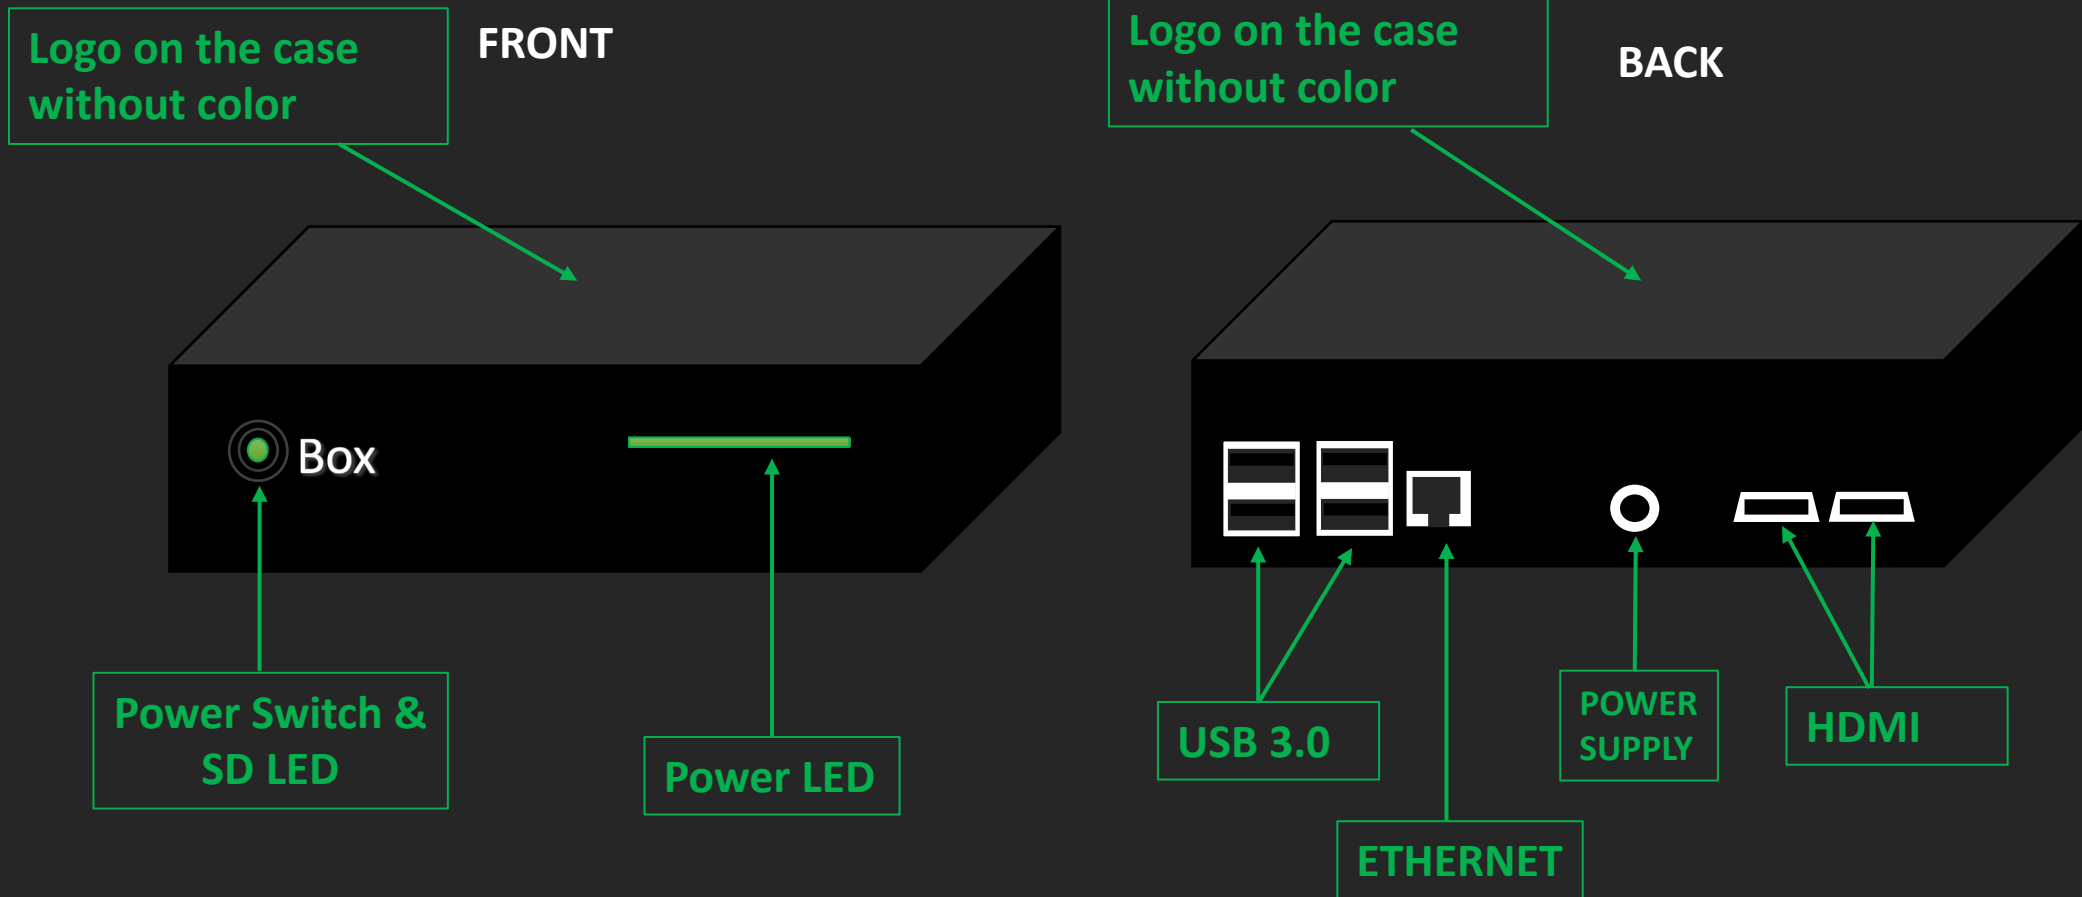 Logo on the case
without color
FRONT
Box
Power Switch &
SD LED
Power LED
Logo on the case
without color
BACK
USB 3.0
ETHERNET
POWER
SUPPLY
HDMI